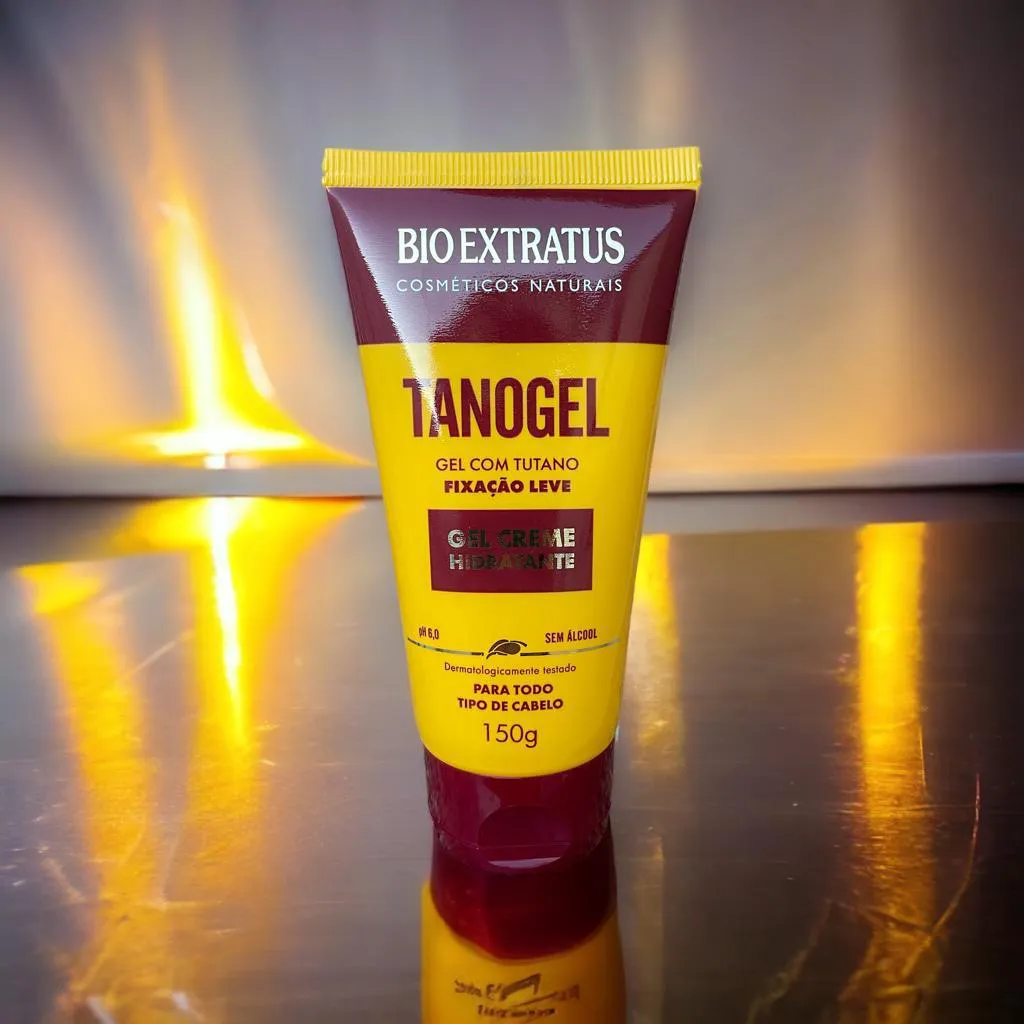 BIO EXTRATUS
COSMÉTICOS NATURAIS
TANOGEL
GEL COM TUTANO
FIXAÇÃO LEVE
GEL CREME
HIDRATANTE
pH 6,0
SEM ÁLCOOL
Dermatologicamente testado
PARA TODO
TIPO DE CABELO
150g